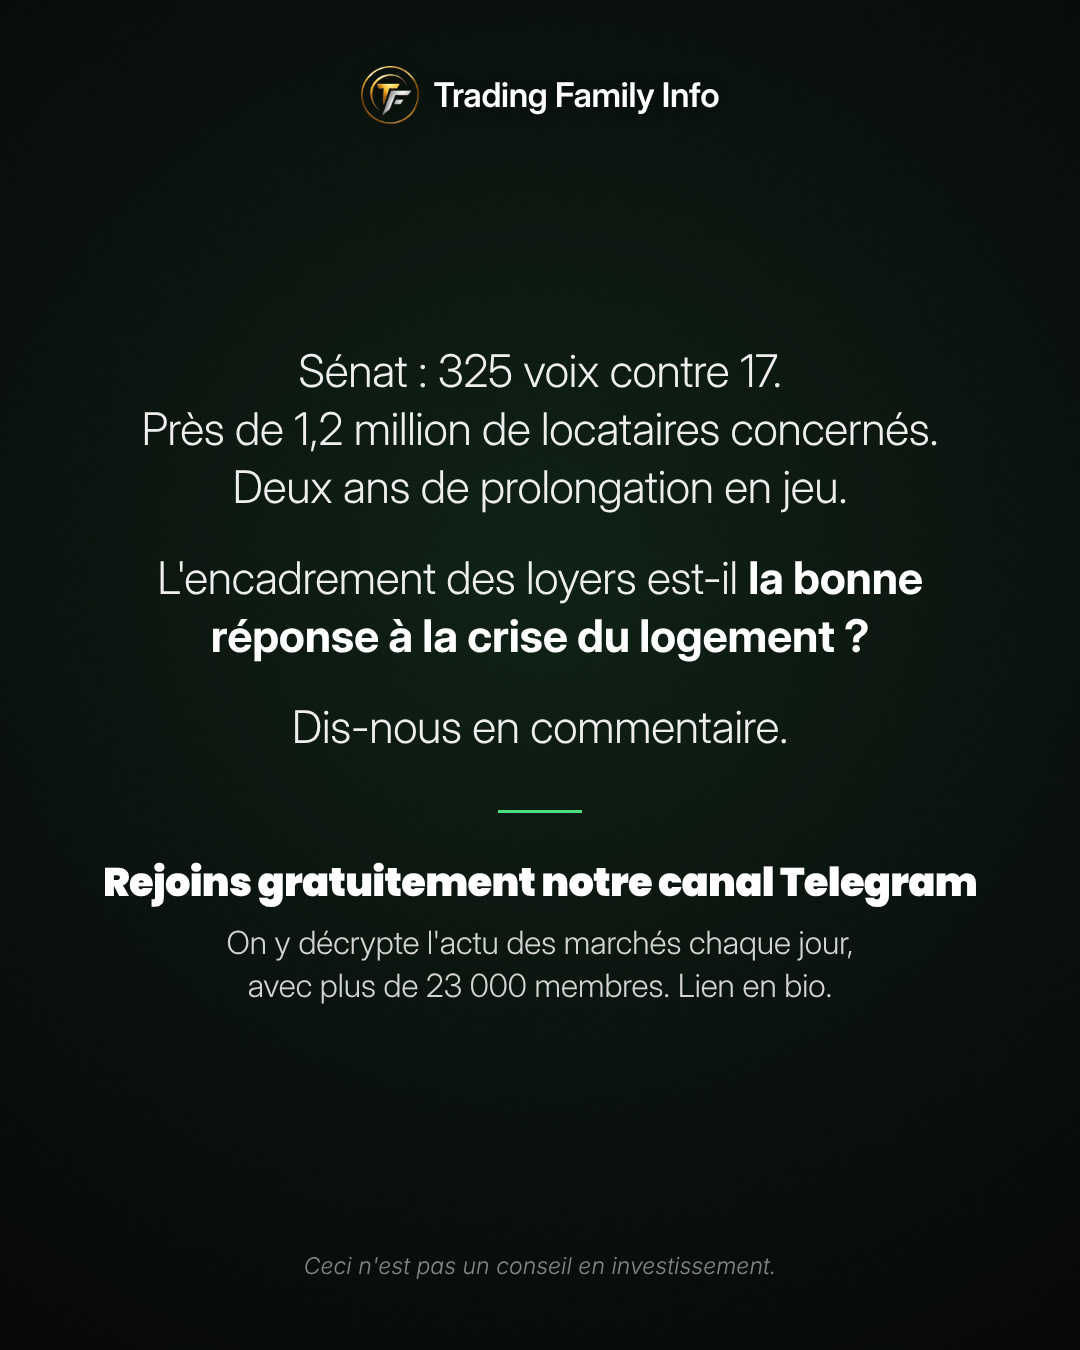 TF Trading Family Info
Sénat : 325 voix contre 17.
Près de 1,2 million de locataires concernés.
Deux ans de prolongation en jeu.
L'encadrement des loyers est-il la bonne
réponse à la crise du logement ?
Dis-nous en commentaire.
Rejoins gratuitement notre canal Telegram
On y décrypte l'actu des marchés chaque jour,
avec plus de 23 000 membres. Lien en bio.
Ceci n'est pas un conseil en investissement.